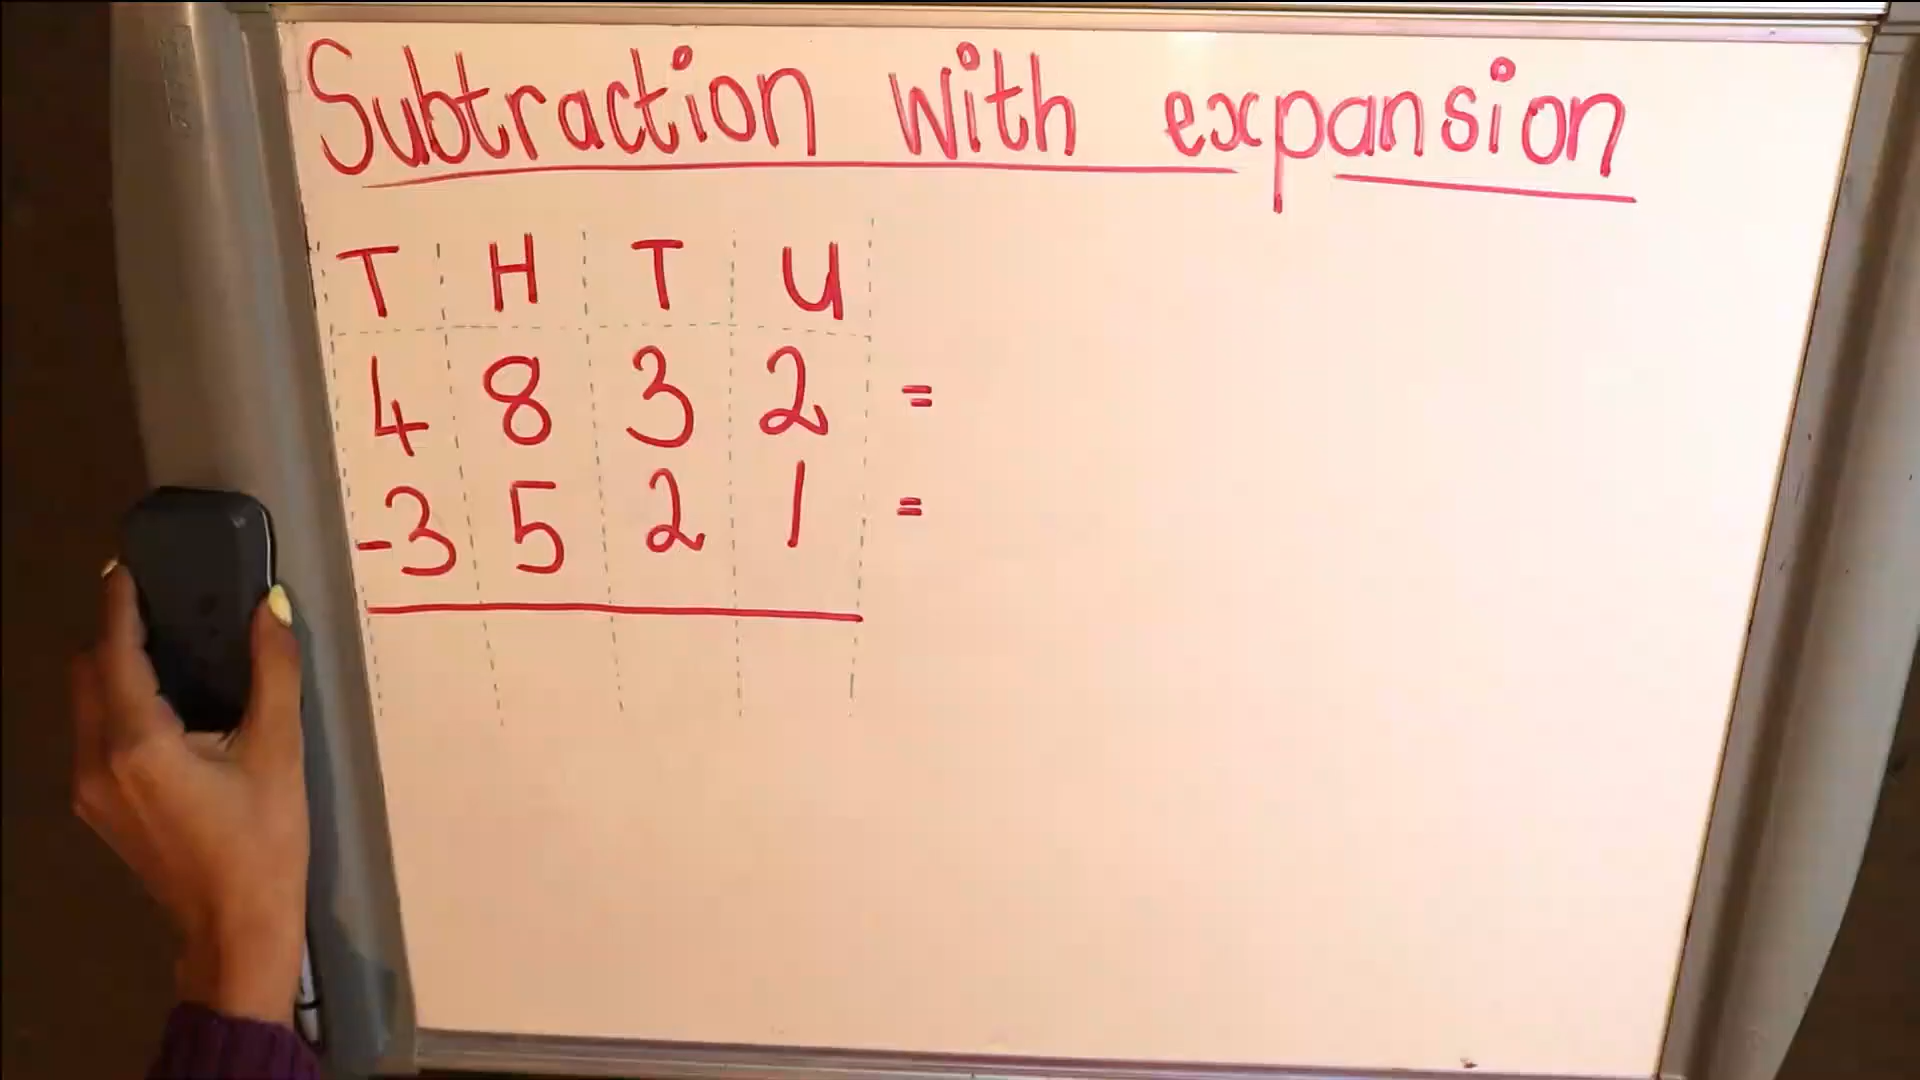 Subtraction with expansion
T H T U
4 8 3 2 =
-3 5 2 1 =